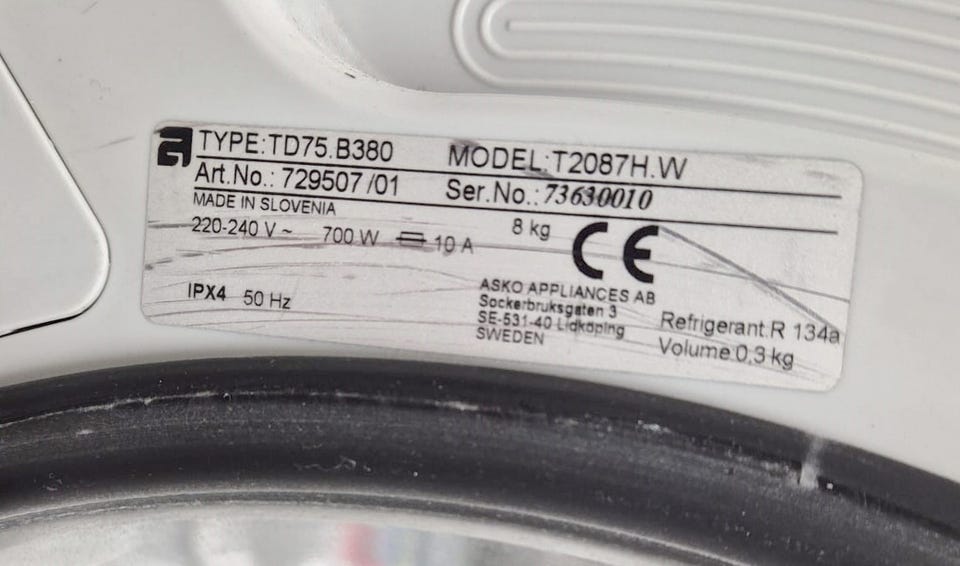 TYPE:TD75.B380 MODEL:T2087H.W
Art.No.: 729507/01 Ser.No.: 73630010
MADE IN SLOVENIA
220-240 V ~ 700 W 10 A 8 kg CE
IPX4 50 Hz
ASKO APPLIANCES AB
Sockerbruksgaten 3
SE-531-40 Lidköping
SWEDEN
Refrigerant:R 134a
Volume:0,3 kg